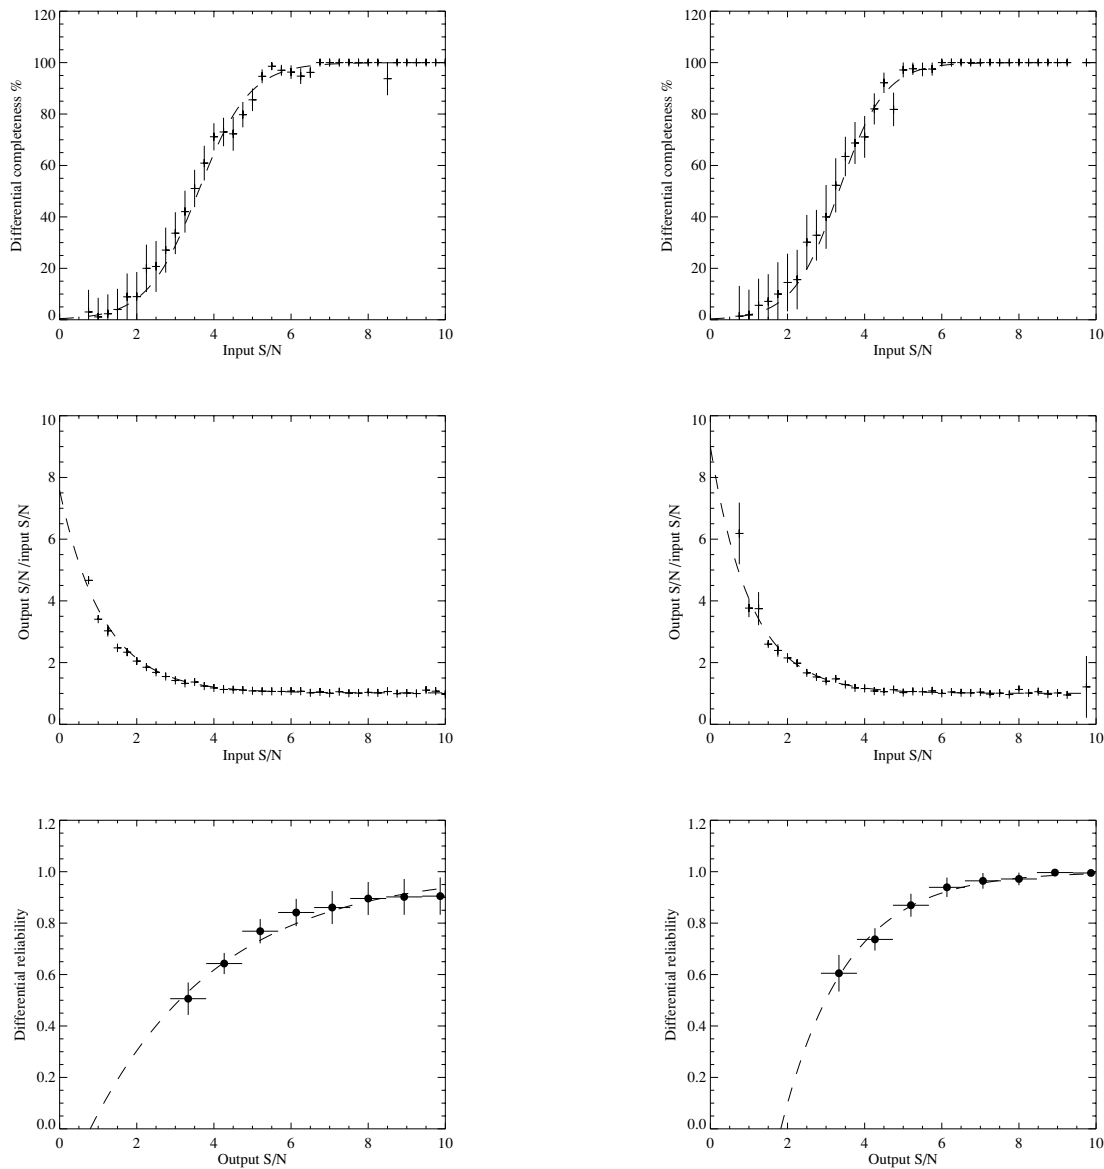 120
100
80
60
40
20
0
Differential completeness %
0 2 4 6 8 10
Input S/N
120
100
80
60
40
20
0
Differential completeness %
0 2 4 6 8 10
Input S/N
10
8
6
4
2
0
Output S/N /input S/N
0 2 4 6 8 10
Input S/N
10
8
6
4
2
0
Output S/N /input S/N
0 2 4 6 8 10
Input S/N
1.2
1.0
0.8
0.6
0.4
0.2
0.0
Differential reliability
0 2 4 6 8 10
Output S/N
1.2
1.0
0.8
0.6
0.4
0.2
0.0
Differential reliability
0 2 4 6 8 10
Output S/N